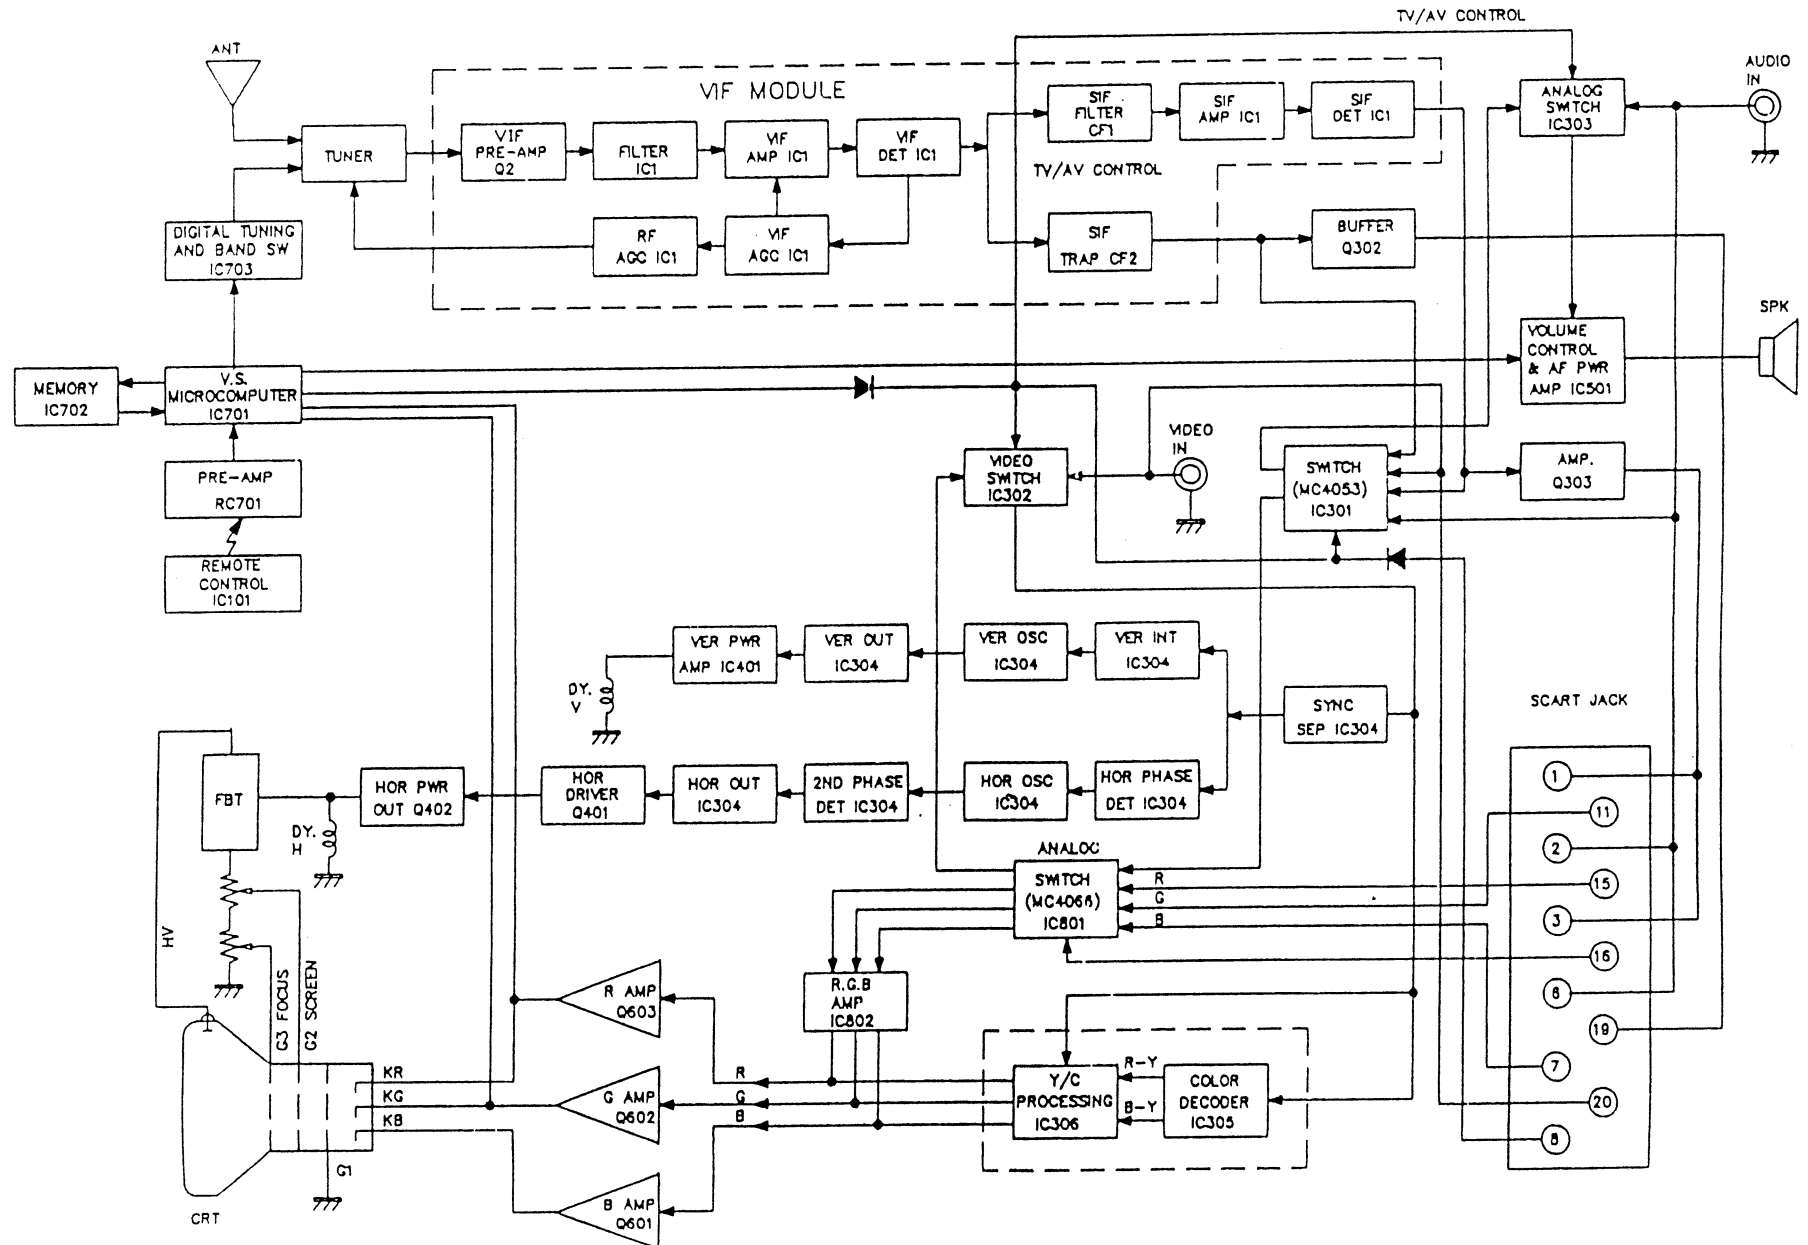 TV/AV CONTROL
ANT
VIF MODULE
AUDIO
IN
SIF
FILTER
CF1
SIF
AMP IC1
SIF
DET IC1
ANALOG
SWITCH
IC303
TUNER
VIF
PRE-AMP
Q2
FILTER
IC1
VIF
AMP IC1
VIF
DET IC1
TV/AV CONTROL
DIGITAL TUNING
AND BAND SW
IC703
RF
AGC IC1
VIF
AGC IC1
SIF
TRAP CF2
BUFFER
Q302
SPK
VOLUME
CONTROL
& AF PWR
AMP IC501
MEMORY
IC702
V.S.
MICROCOMPUTER
IC701
VIDEO
IN
PRE-AMP
RC701
VIDEO
SWITCH
IC302
SWITCH
(MC4053)
IC301
AMP.
Q303
REMOTE
CONTROL
IC101
VER PWR
AMP IC401
VER OUT
IC304
VER OSC
IC304
VER INT
IC304
DY.
V
SYNC
SEP IC304
SCART JACK
FBT
HOR PWR
OUT Q402
HOR
DRIVER
Q401
HOR OUT
IC304
2ND PHASE
DET IC304
HOR OSC
IC304
HOR PHASE
DET IC304
DY.
H
1
11
2
15
3
16
6
19
7
20
8
ANALOG
SWITCH
(MC4066)
IC801
R
G
B
HV
G3 FOCUS
G2 SCREEN
R AMP
Q603
R.G.B
AMP
IC802
KR
KG
KB
G AMP
Q602
R
G
B
Y/C
PROCESSING
IC306
R-Y
B-Y
COLOR
DECODER
IC305
G1
B AMP
Q601
CRT